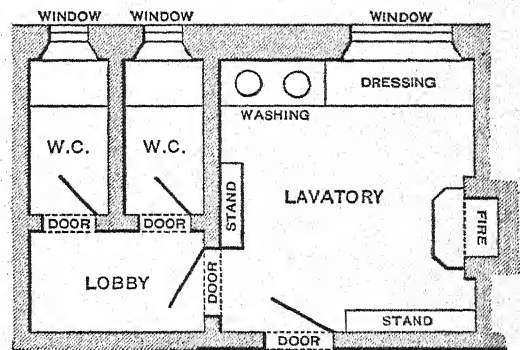 WINDOW WINDOW WINDOW
DRESSING
WASHING
W.C. W.C.
STAND
LAVATORY
FIRE
DOOR DOOR
LOBBY
DOOR
STAND
DOOR